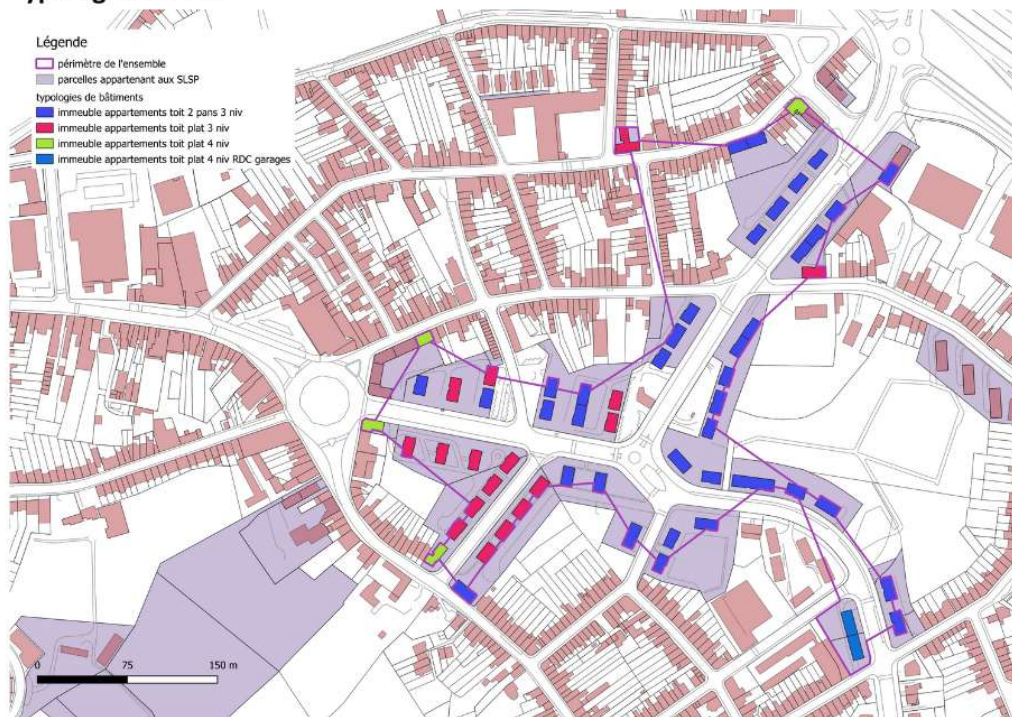 Légende
périmètre de l'ensemble
parcelles appartenant aux SLSP
typologies de bâtiments
immeuble appartements toit 2 pans 3 niv
immeuble appartements toit plat 3 niv
immeuble appartements toit plat 4 niv
immeuble appartements toit plat 4 niv RDC garages
0 75 150 m